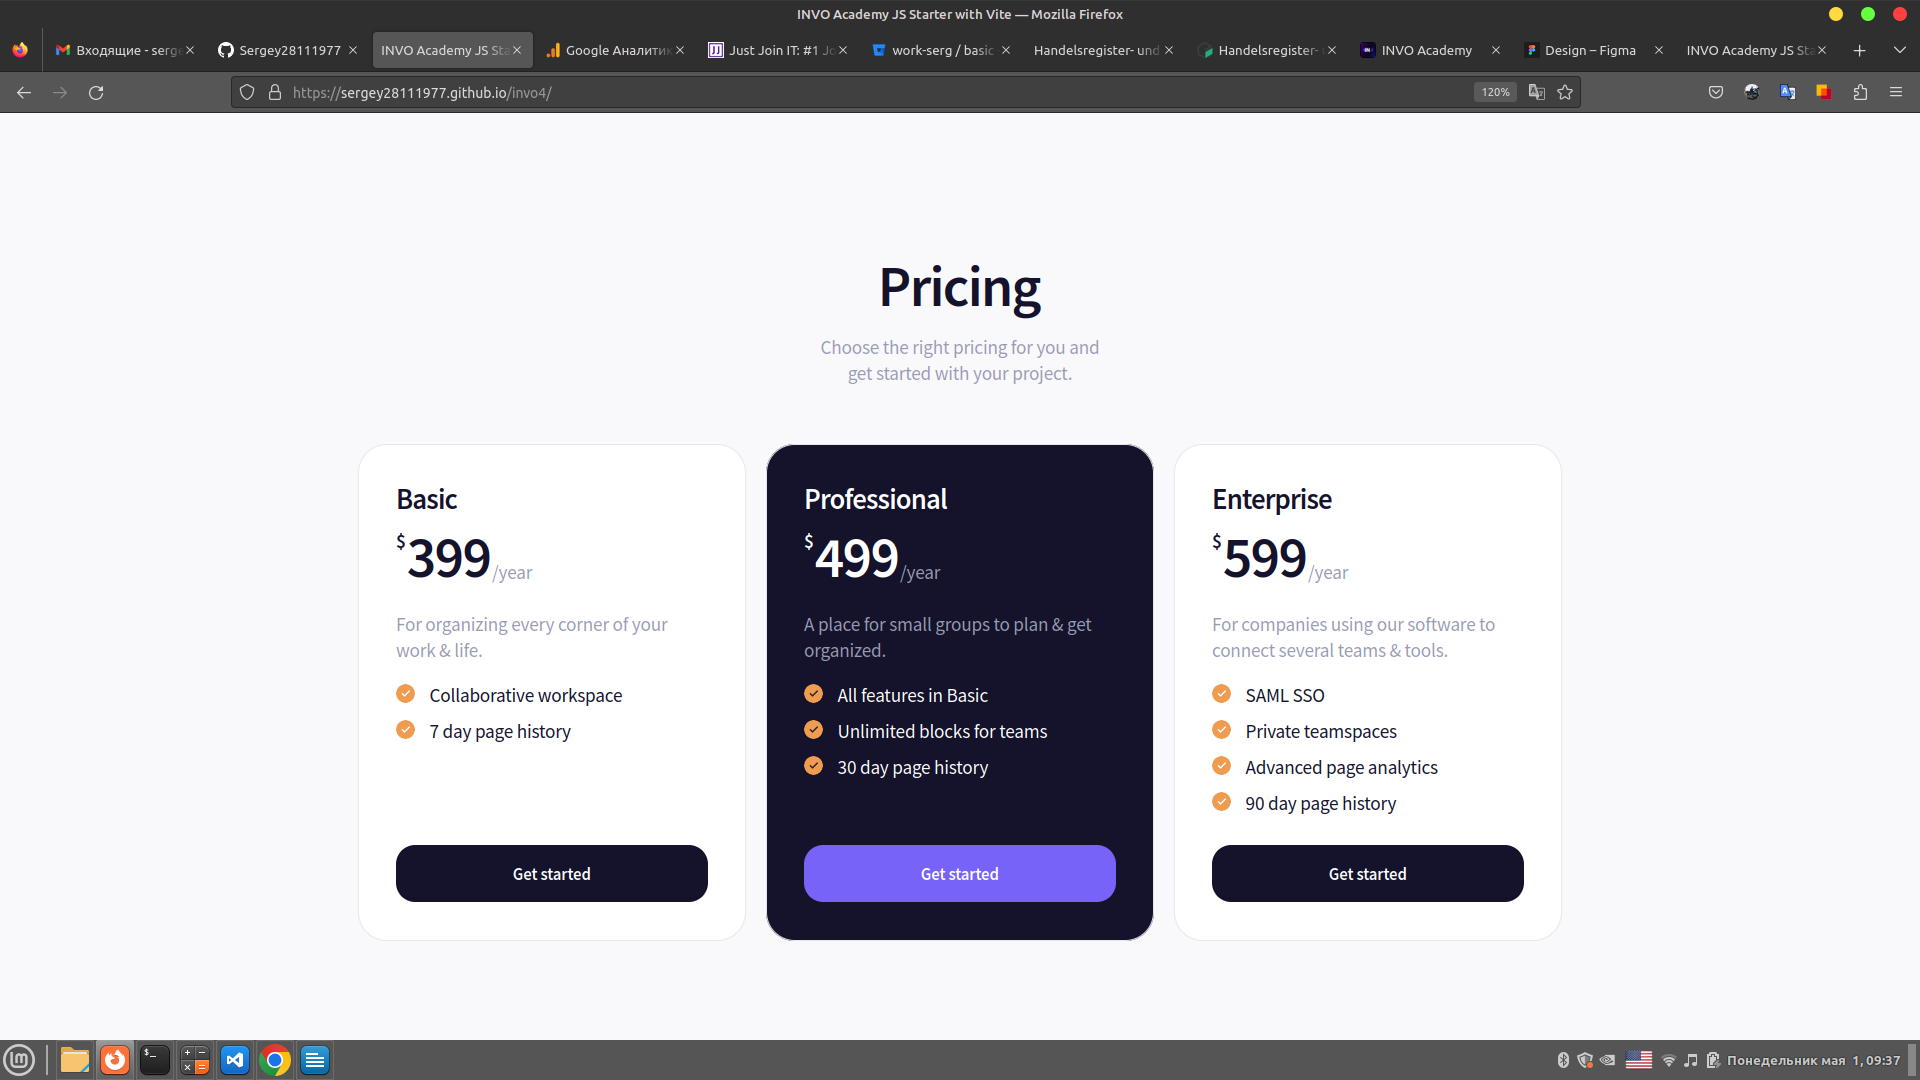 INVO Academy JS Starter with Vite — Mozilla Firefox
Входящие - serge
Sergey28111977
INVO Academy JS Sta
Google Аналитик
Just Join IT: #1 Jo
work-serg / basic
Handelsregister- und
Handelsregister-
INVO Academy
Design – Figma
INVO Academy JS Sta
https://sergey28111977.github.io/invo4/
120%
Pricing
Choose the right pricing for you and
get started with your project.
Basic
$399/year
For organizing every corner of your
work & life.
Collaborative workspace
7 day page history
Get started
Professional
$499/year
A place for small groups to plan & get
organized.
All features in Basic
Unlimited blocks for teams
30 day page history
Get started
Enterprise
$599/year
For companies using our software to
connect several teams & tools.
SAML SSO
Private teamspaces
Advanced page analytics
90 day page history
Get started
Понедельник мая 1, 09:37